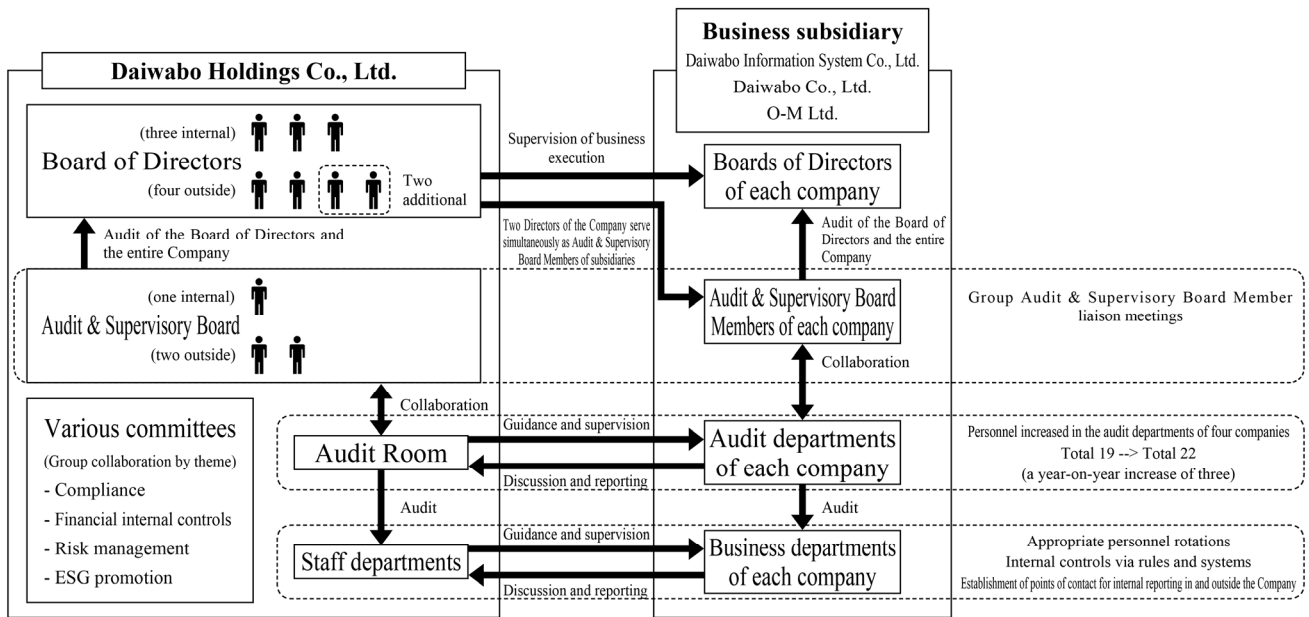 Daiwabo Holdings Co., Ltd.
(three internal)
Board of Directors
(four outside)
Two
additional
Audit of the Board of Directors and
the entire Company
(one internal)
Audit & Supervisory Board
(two outside)
Various committees
(Group collaboration by theme)
- Compliance
- Financial internal controls
- Risk management
- ESG promotion
Collaboration
Audit Room
Audit
Staff departments
Supervision of business
execution
Two Directors of the Company serve
simultaneously as Audit & Supervisory
Board Members of subsidiaries
Guidance and supervision
Discussion and reporting
Guidance and supervision
Discussion and reporting
Business subsidiary
Daiwabo Information System Co., Ltd.
Daiwabo Co., Ltd.
O-M Ltd.
Boards of Directors
of each company
Audit of the Board of
Directors and the entire
Company
Audit & Supervisory Board
Members of each company
Collaboration
Audit departments
of each company
Audit
Business departments
of each company
Group Audit & Supervisory Board Member
liaison meetings
Personnel increased in the audit departments of four companies
Total 19 --> Total 22
(a year-on-year increase of three)
Appropriate personnel rotations
Internal controls via rules and systems
Establishment of points of contact for internal reporting in and outside the Company